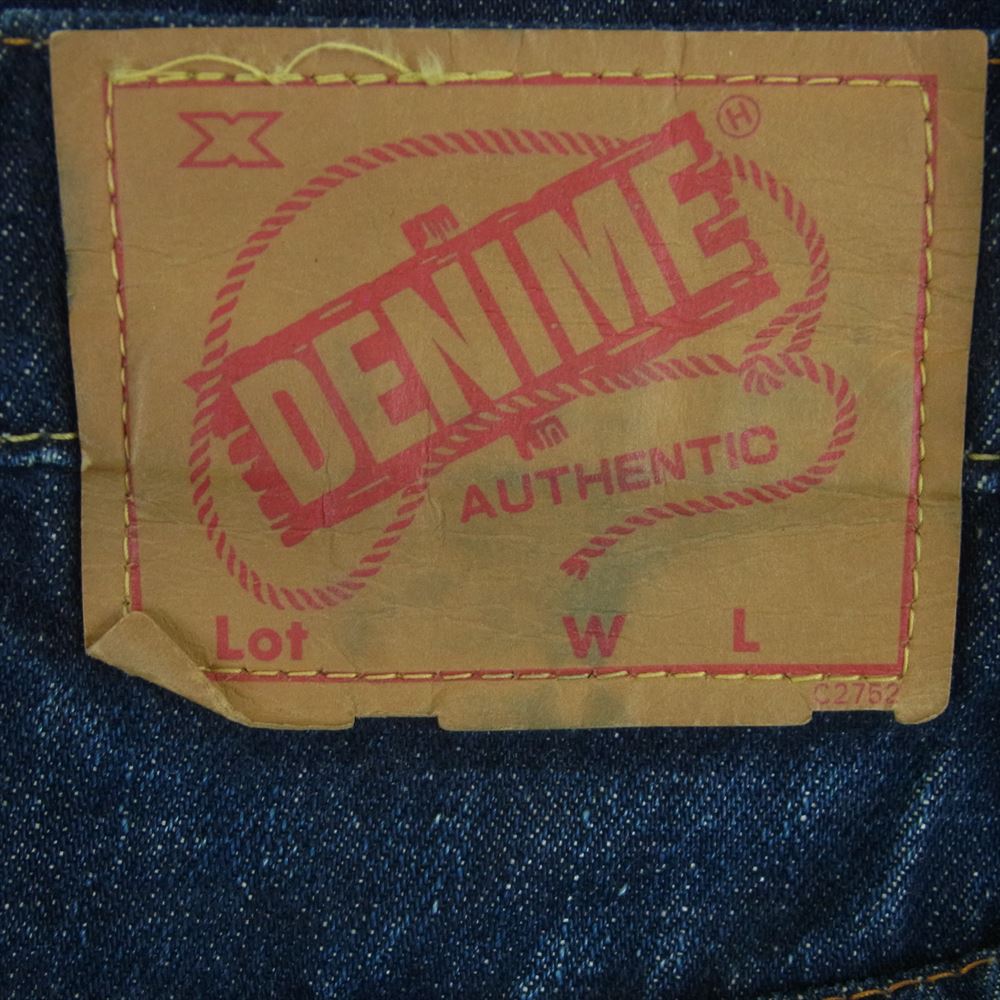 X
Ⓗ
DENIME
AUTHENTIC
Lot W L
C2752